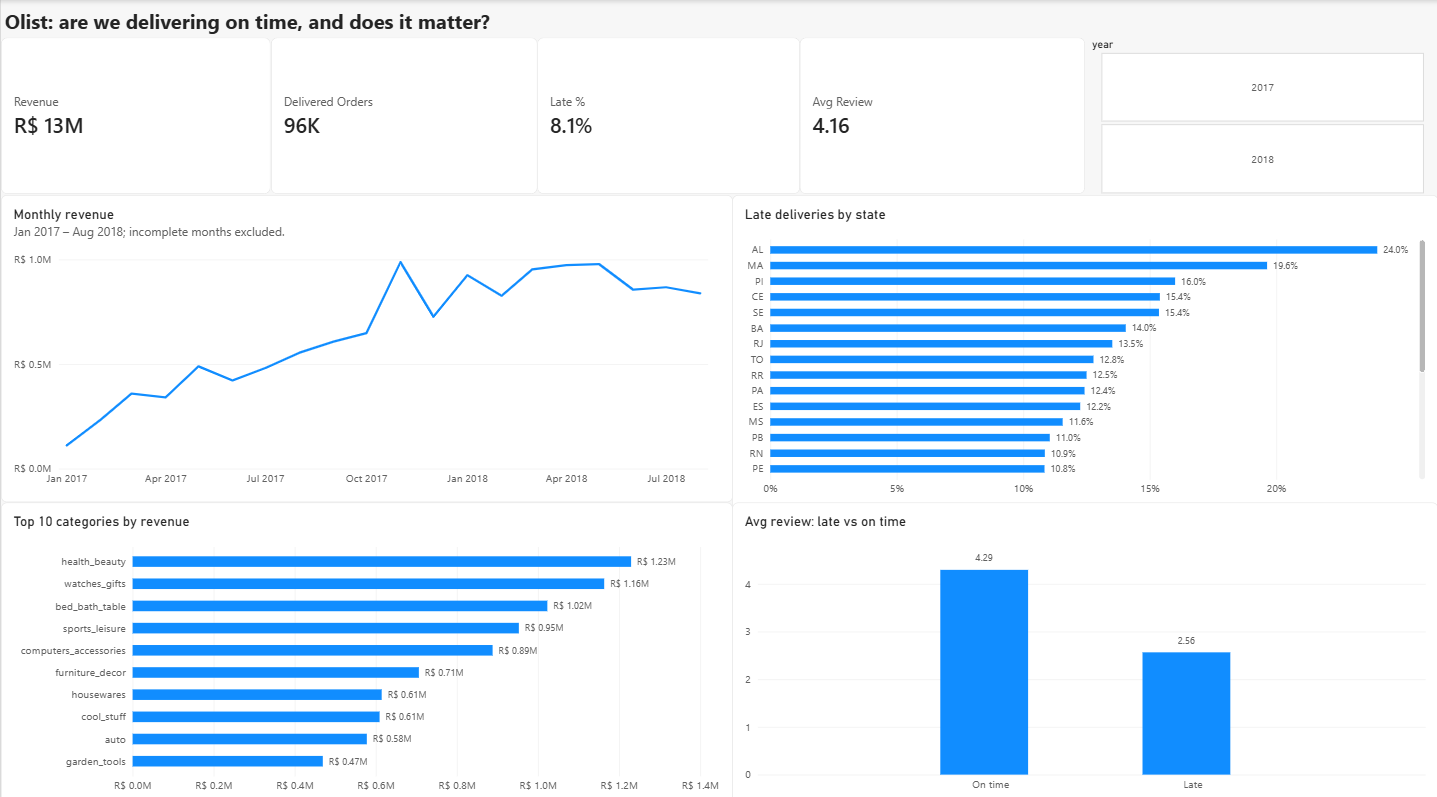 Olist: are we delivering on time, and does it matter?
Revenue
R$ 13M
Delivered Orders
96K
Late %
8.1%
Avg Review
4.16
year
2017
2018
Monthly revenue
Jan 2017 – Aug 2018; incomplete months excluded.
R$ 1.0M
R$ 0.5M
R$ 0.0M
Jan 2017 Apr 2017 Jul 2017 Oct 2017 Jan 2018 Apr 2018 Jul 2018
Late deliveries by state
AL 24.0%
MA 19.6%
PI 16.0%
CE 15.4%
SE 15.4%
BA 14.0%
RJ 13.5%
TO 12.8%
RR 12.5%
PA 12.4%
ES 12.2%
MS 11.6%
PB 11.0%
RN 10.9%
PE 10.8%
0% 5% 10% 15% 20%
Top 10 categories by revenue
health_beauty R$ 1.23M
watches_gifts R$ 1.16M
bed_bath_table R$ 1.02M
sports_leisure R$ 0.95M
computers_accessories R$ 0.89M
furniture_decor R$ 0.71M
housewares R$ 0.61M
cool_stuff R$ 0.61M
auto R$ 0.58M
garden_tools R$ 0.47M
R$ 0.0M R$ 0.2M R$ 0.4M R$ 0.6M R$ 0.8M R$ 1.0M R$ 1.2M R$ 1.4M
Avg review: late vs on time
4.29
2.56
4
3
2
1
0
On time Late